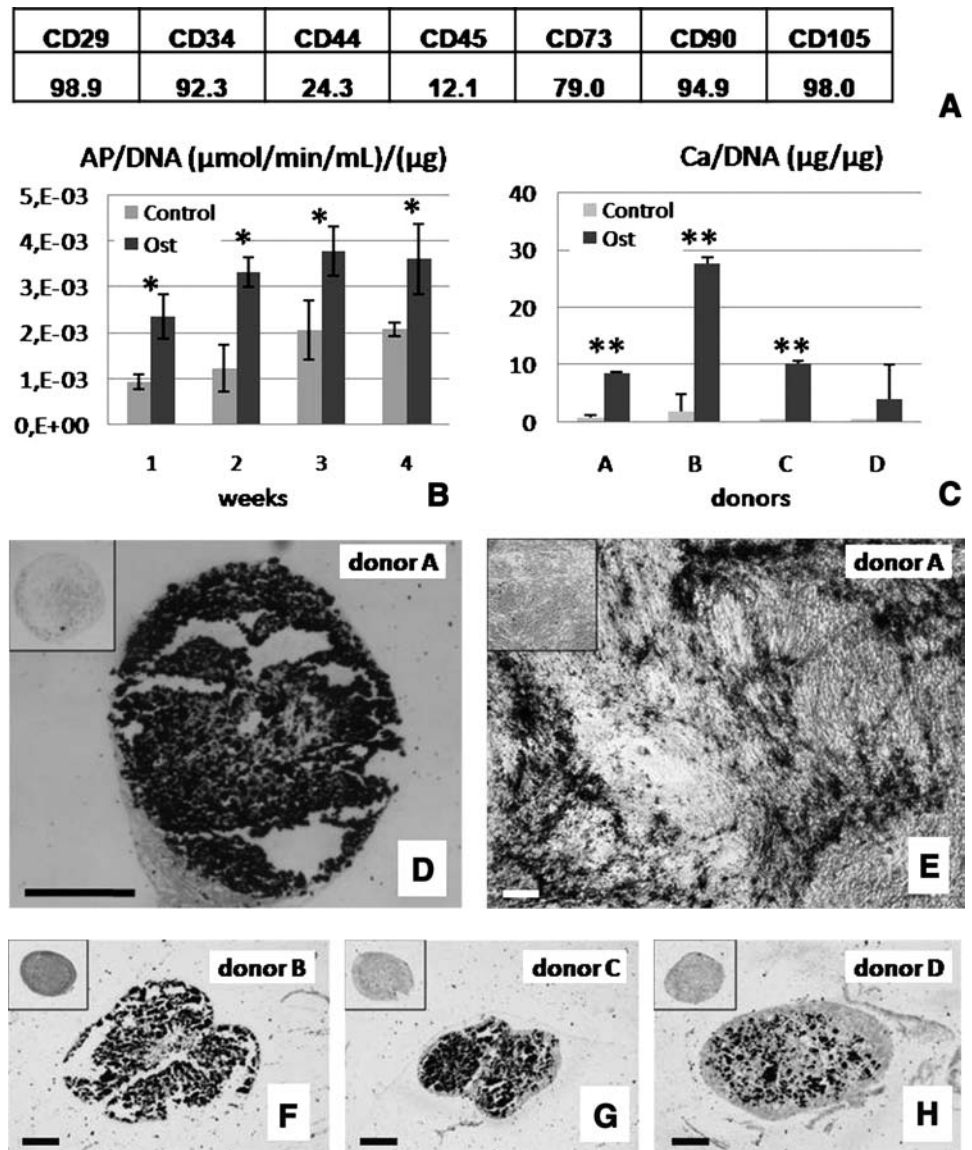 CD29 CD34 CD44 CD45 CD73 CD90 CD105
98.9 92.3 24.3 12.1 79.0 94.9 98.0
A
AP/DNA (µmol/min/mL)/(µg)
5,E-03
4,E-03
3,E-03
2,E-03
1,E-03
0,E+00
Control
Ost
* * * *
1 2 3 4
weeks
B
Ca/DNA (µg/µg)
40
30
20
10
0
Control
Ost
** ** **
A B C D
donors
C
donor A
D
donor A
E
donor B
F
donor C
G
donor D
H